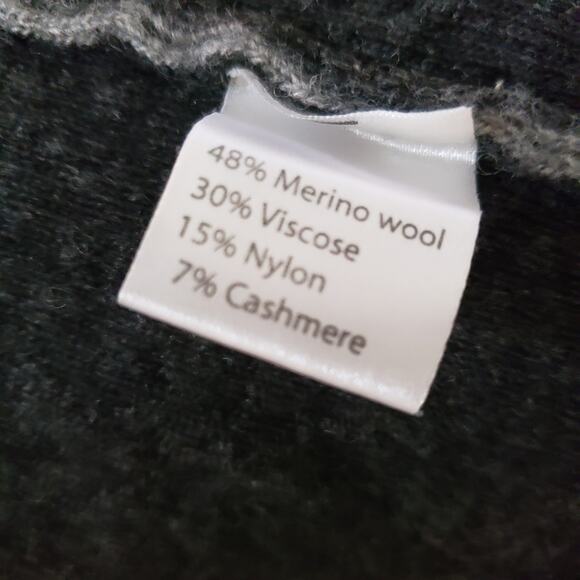 48% Merino wool
30% Viscose
15% Nylon
7% Cashmere